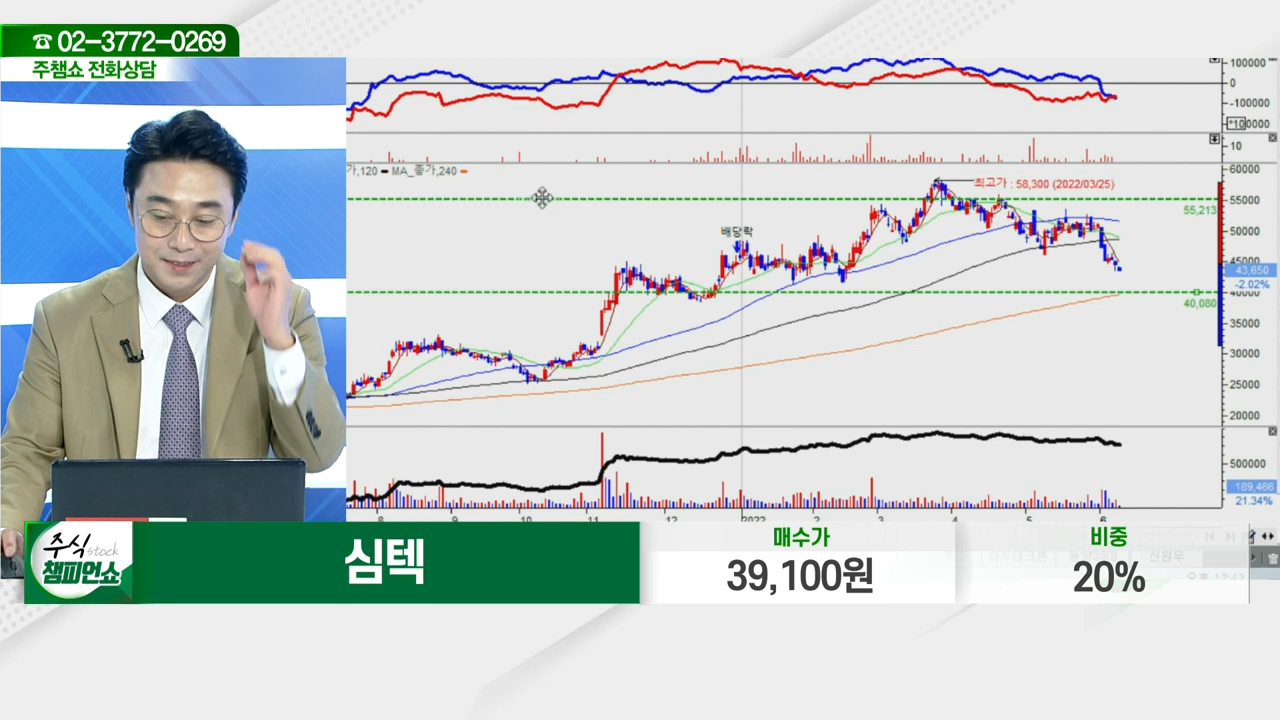 ☎ 02-3772-0269
주챔쇼 전화상담
100000
0
-100000
*100000
10
가,120 MA_종가,240
60000
최고가 : 58,300 (2022/03/25)
55000
55,213
50000
배당락
45000
43,650
-2.02%
40000
40,080
35000
30000
25000
20000
500000
189,466
21.34%
8 9 10 11 12 2022 2 3 4 5 6
주식 stock
챔피언쇼
심텍
매수가
39,100원
비중
20%